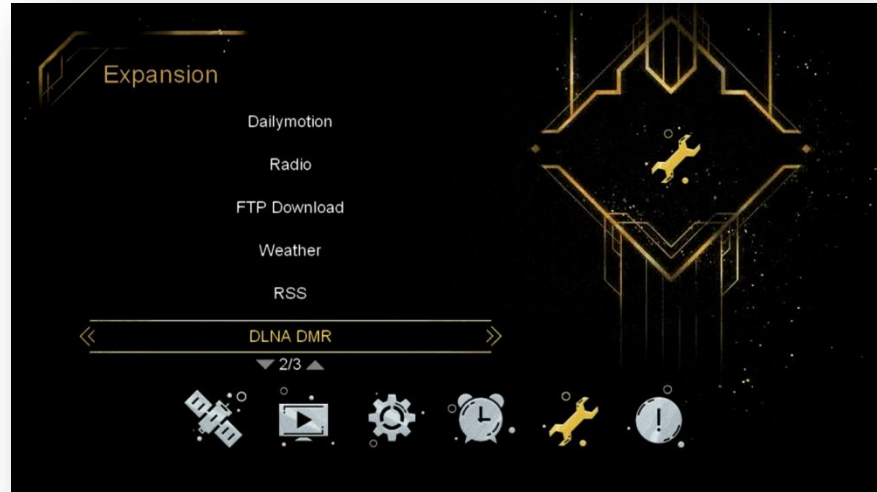 Expansion
Dailymotion
Radio
FTP Download
Weather
RSS
DLNA DMR
2/3